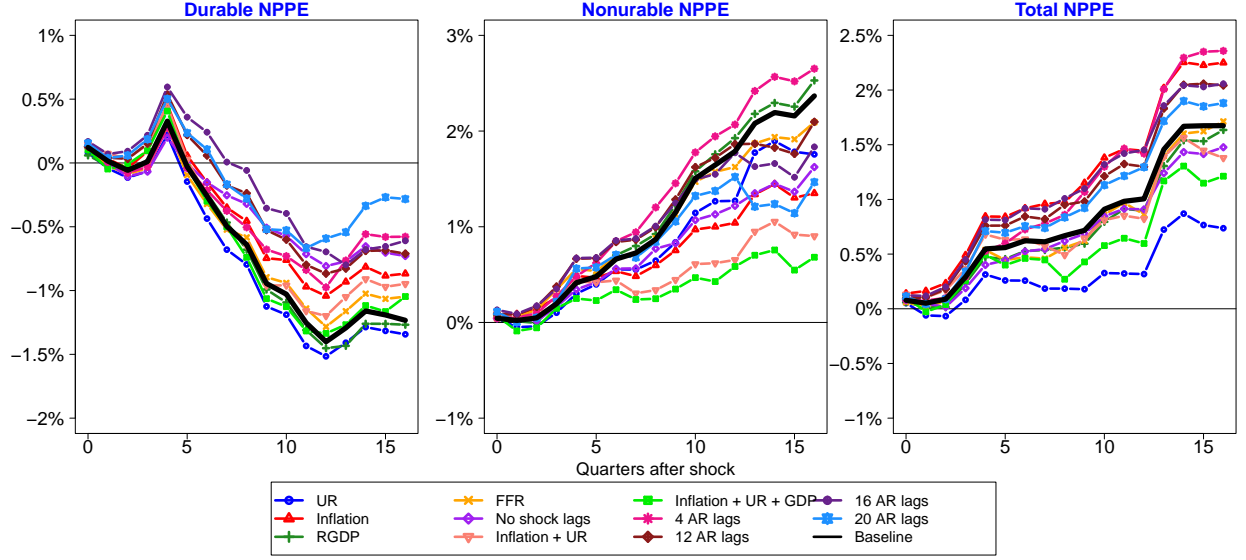 Durable NPPE
1%
0.5%
0%
−0.5%
−1%
−1.5%
−2%
0 5 10 15
Nonurable NPPE
3%
2%
1%
0%
−1%
0 5 10 15
Quarters after shock
Total NPPE
2.5%
2%
1.5%
1%
0.5%
0%
−0.5%
−1%
0 5 10 15
UR
Inflation
RGDP
FFR
No shock lags
Inflation + UR
Inflation + UR + GDP
4 AR lags
12 AR lags
16 AR lags
20 AR lags
Baseline